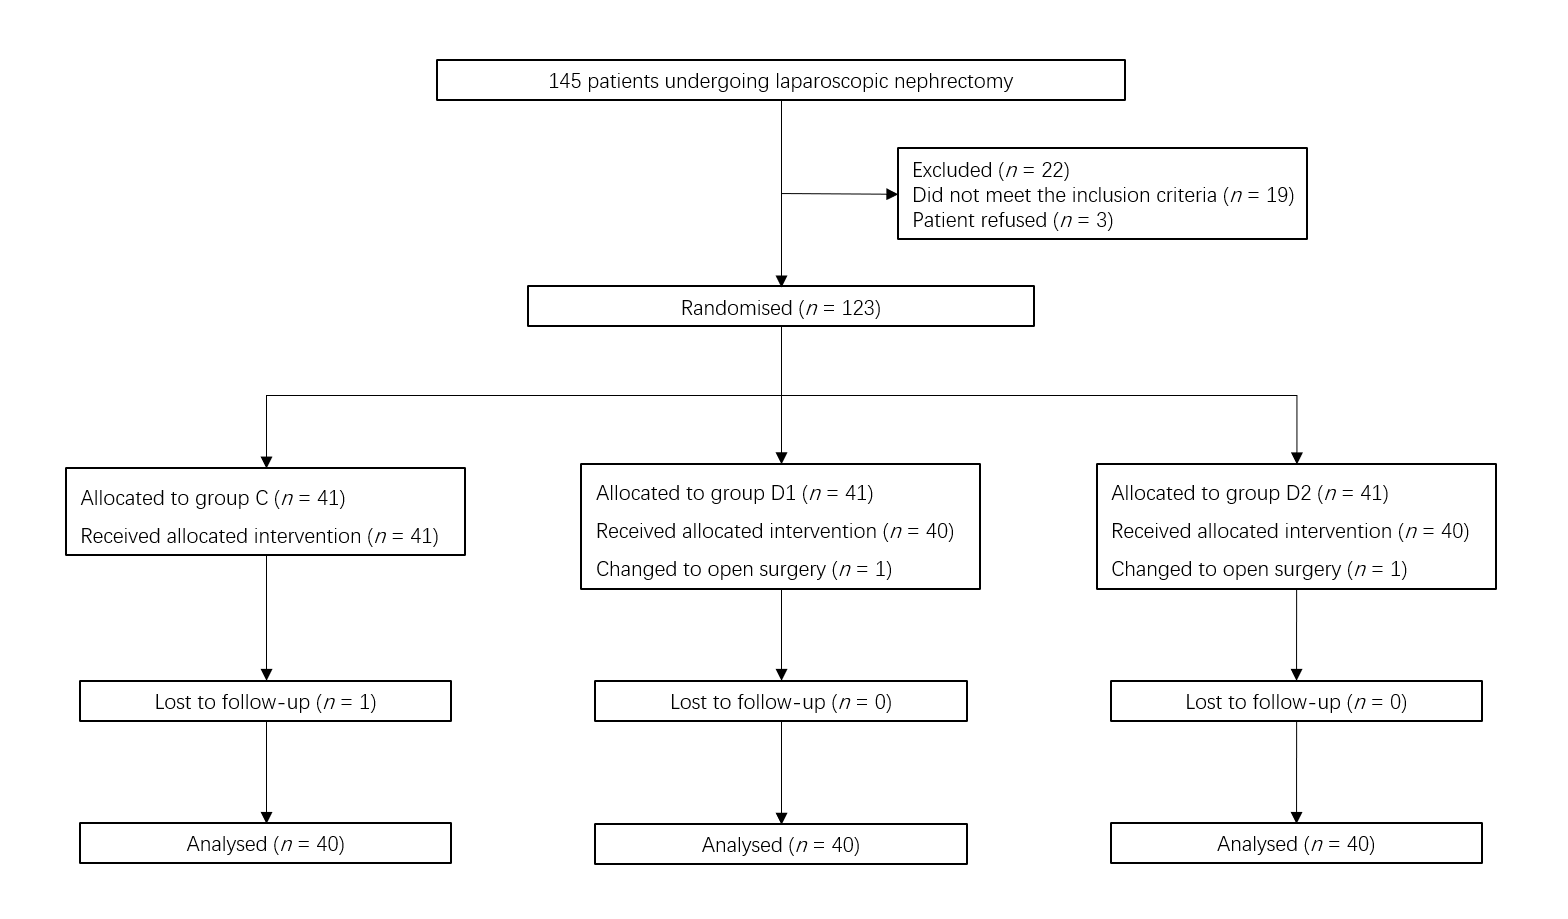 145 patients undergoing laparoscopic nephrectomy
Excluded (n = 22)
Did not meet the inclusion criteria (n = 19)
Patient refused (n = 3)
Randomised (n = 123)
Allocated to group C (n = 41)
Received allocated intervention (n = 41)
Allocated to group D1 (n = 41)
Received allocated intervention (n = 40)
Changed to open surgery (n = 1)
Allocated to group D2 (n = 41)
Received allocated intervention (n = 40)
Changed to open surgery (n = 1)
Lost to follow-up (n = 1)
Lost to follow-up (n = 0)
Lost to follow-up (n = 0)
Analysed (n = 40)
Analysed (n = 40)
Analysed (n = 40)